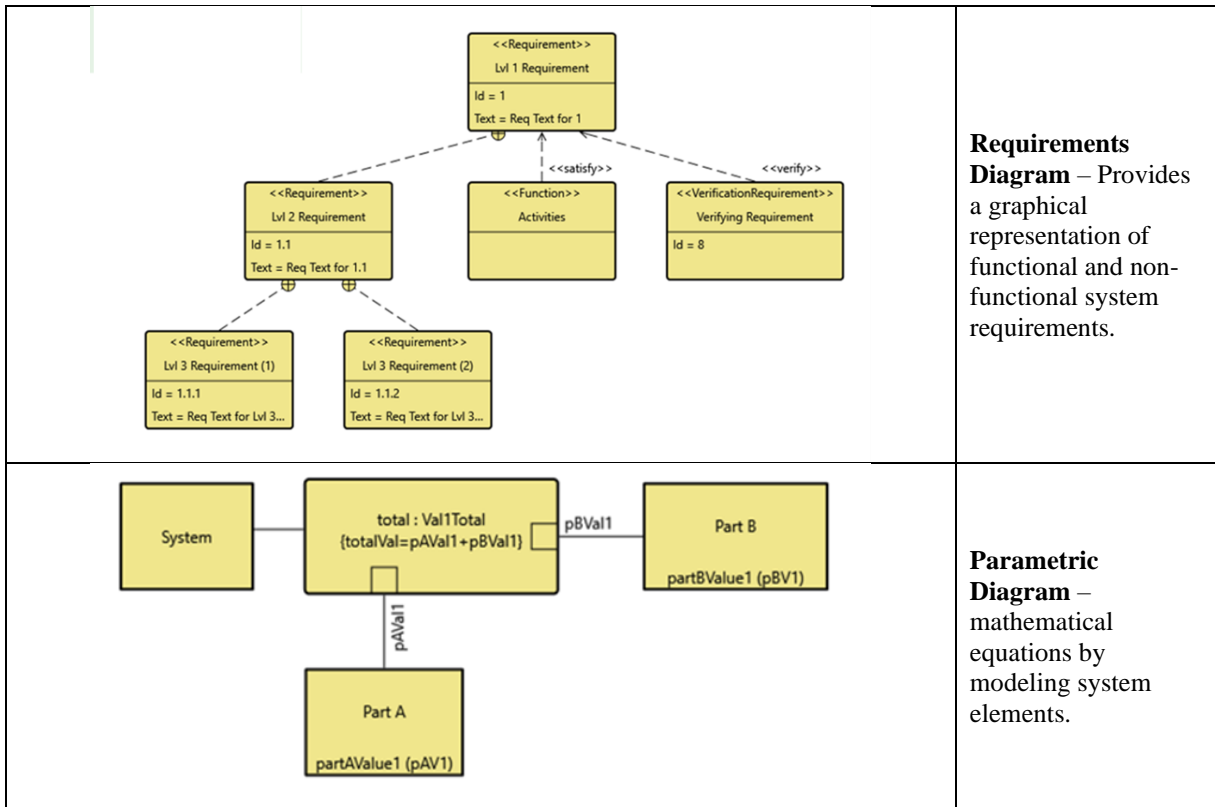 <<Requirement>>
Lvl 1 Requirement
Id = 1
Text = Req Text for 1
<<satisfy>>
<<verify>>
<<Requirement>>
Lvl 2 Requirement
Id = 1.1
Text = Req Text for 1.1
<<Function>>
Activities
<<VerificationRequirement>>
Verifying Requirement
Id = 8
<<Requirement>>
Lvl 3 Requirement (1)
Id = 1.1.1
Text = Req Text for Lvl 3...
<<Requirement>>
Lvl 3 Requirement (2)
Id = 1.1.2
Text = Req Text for Lvl 3...
Requirements
Diagram – Provides
a graphical
representation of
functional and non-
functional system
requirements.
System
total : Val1Total
{totalVal=pAVal1+pBVal1}
pBVal1
Part B
partBValue1 (pBV1)
pAVal1
Part A
partAValue1 (pAV1)
Parametric
Diagram –
mathematical
equations by
modeling system
elements.